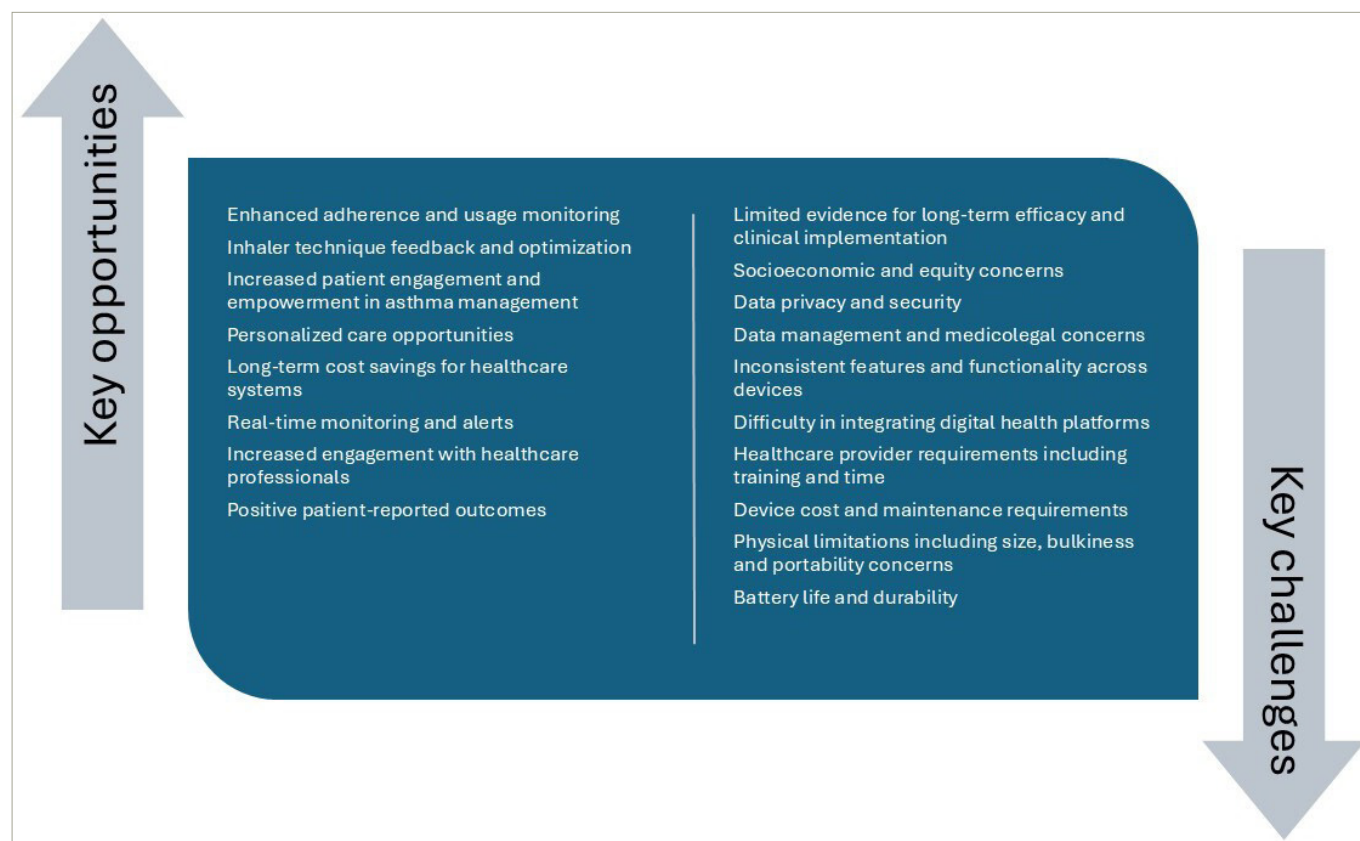 Key opportunities
Enhanced adherence and usage monitoring
Inhaler technique feedback and optimization
Increased patient engagement and
empowerment in asthma management
Personalized care opportunities
Long-term cost savings for healthcare
systems
Real-time monitoring and alerts
Increased engagement with healthcare
professionals
Positive patient-reported outcomes
Limited evidence for long-term efficacy and
clinical implementation
Socioeconomic and equity concerns
Data privacy and security
Data management and medicolegal concerns
Inconsistent features and functionality across
devices
Difficulty in integrating digital health platforms
Healthcare provider requirements including
training and time
Device cost and maintenance requirements
Physical limitations including size, bulkiness
and portability concerns
Battery life and durability
Key challenges